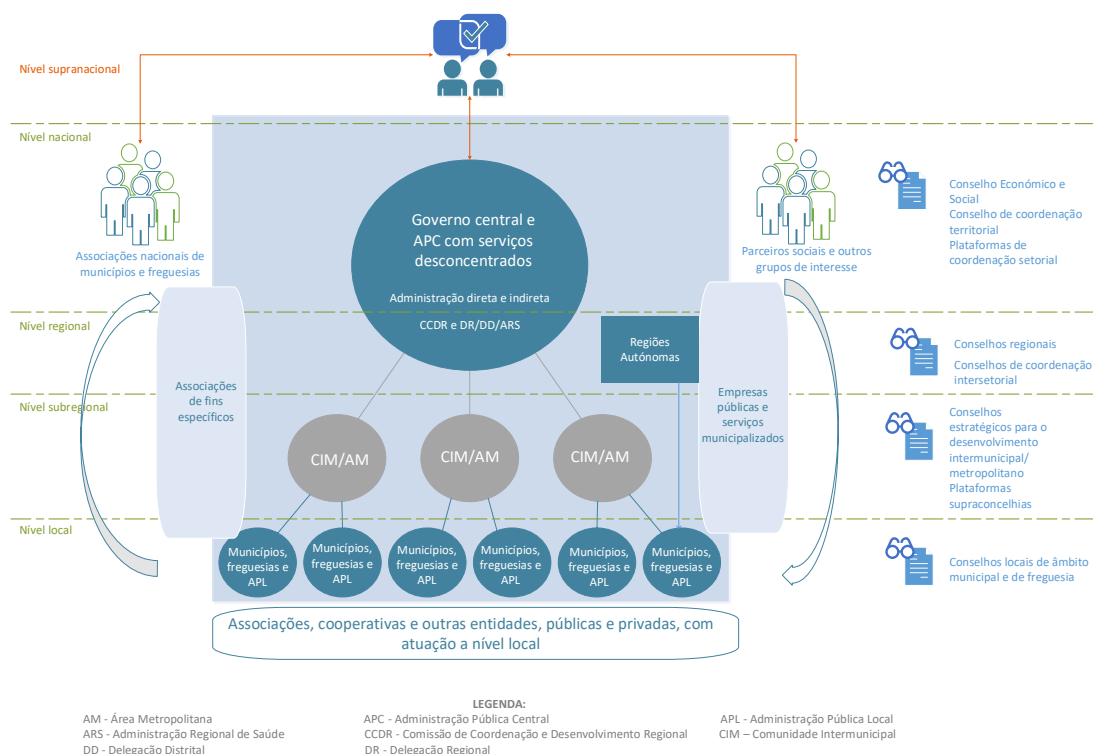 Nível supranacional
Nível nacional
Associações nacionais de
municípios e freguesias
Governo central e
APC com serviços
desconcentrados
Administração direta e indireta
CCDR e DR/DD/ARS
Parceiros sociais e outros
grupos de interesse
Conselho Económico e
Social
Conselho de coordenação
territorial
Plataformas de
coordenação setorial
Nível regional
Regiões
Autónomas
Conselhos regionais
Conselhos de coordenação
intersetorial
Associações
de fins
específicos
Empresas
públicas e
serviços
municipalizados
Nível subregional
CIM/AM
CIM/AM
CIM/AM
Conselhos
estratégicos para o
desenvolvimento
intermunicipal/
metropolitano
Plataformas
supraconcelhias
Nível local
Municípios,
freguesias e
APL
Municípios,
freguesias e
APL
Municípios,
freguesias e
APL
Municípios,
freguesias e
APL
Municípios,
freguesias e
APL
Municípios,
freguesias e
APL
Conselhos locais de âmbito
municipal e de freguesia
Associações, cooperativas e outras entidades, públicas e privadas, com
atuação a nível local
LEGENDA:
AM - Área Metropolitana
ARS - Administração Regional de Saúde
DD - Delegação Distrital
APC - Administração Pública Central
CCDR - Comissão de Coordenação e Desenvolvimento Regional
DR - Delegação Regional
APL - Administração Pública Local
CIM – Comunidade Intermunicipal